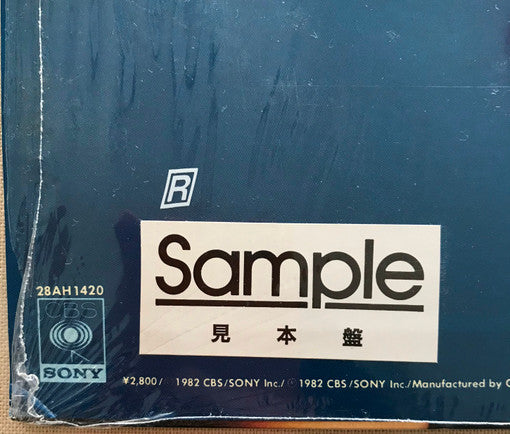 R
Sample
見本盤
28AH1420
CBS
SONY
¥2,800/ 1982 CBS/SONY Inc./ Ⓟ 1982 CBS/SONY Inc./Manufactured by C